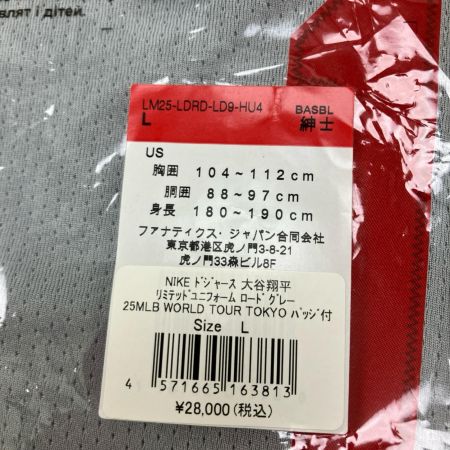 влят і дітей.
LM25-LDRD-LD9-HU4
BASBL
L
紳士
US
胸囲 104～112cm
胴囲 88～97cm
身長 180～190cm
ファナティクス・ジャパン合同会社
東京都港区虎ノ門3-8-21
虎ノ門33森ビル8F
NIKE ドジャース 大谷翔平
リミテッドユニフォーム ロードグレー
25MLB WORLD TOUR TOKYO バッジ付
Size L
4 571665 163813
¥28,000(税込)